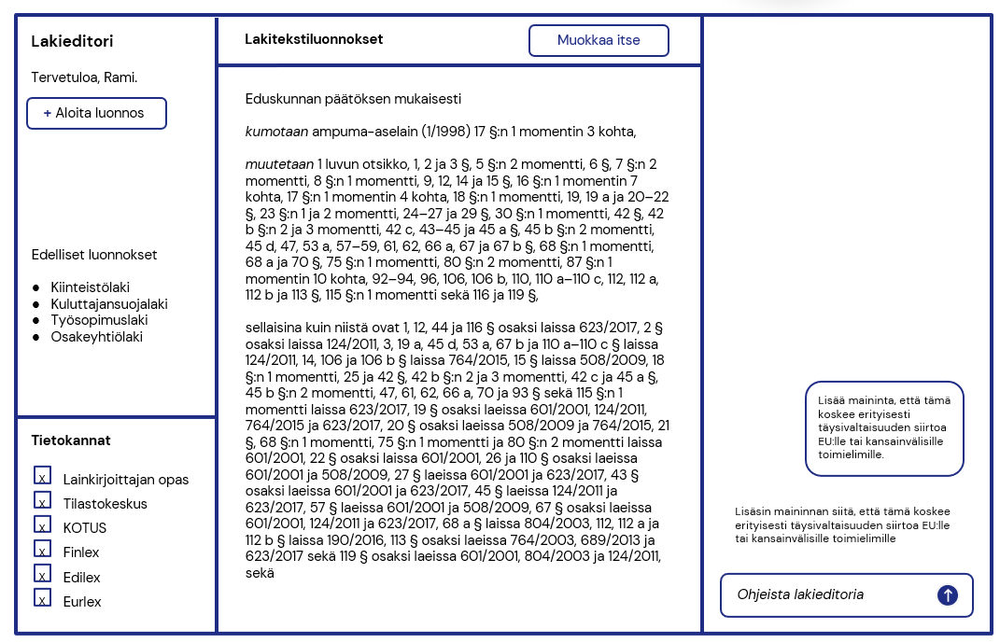 Lakieditori
Tervetuloa, Rami.
+ Aloita luonnos
Edelliset luonnokset
● Kiinteistölaki
● Kuluttajansuojalaki
● Työsopimuslaki
● Osakeyhtiölaki
Tietokannat
x Lainkirjoittajan opas
x Tilastokeskus
x KOTUS
x Finlex
x Edilex
x Eurlex
Lakitekstiluonnokset
Muokkaa itse
Eduskunnan päätöksen mukaisesti
kumotaan ampuma-aselain (1/1998) 17 §:n 1 momentin 3 kohta,
muutetaan 1 luvun otsikko, 1, 2 ja 3 §, 5 §:n 2 momentti, 6 §, 7 §:n 2
momentti, 8 §:n 1 momentti, 9, 12, 14 ja 15 §, 16 §:n 1 momentin 7
kohta, 17 §:n 1 momentin 4 kohta, 18 §:n 1 momentti, 19, 19 a ja 20–22
§, 23 §:n 1 ja 2 momentti, 24–27 ja 29 §, 30 §:n 1 momentti, 42 §, 42
b §:n 2 ja 3 momentti, 42 c, 43–45 ja 45 a §, 45 b §:n 2 momentti,
45 d, 47, 53 a, 57–59, 61, 62, 66 a, 67 ja 67 b §, 68 §:n 1 momentti,
68 a ja 70 §, 75 §:n 1 momentti, 80 §:n 2 momentti, 87 §:n 1
momentin 10 kohta, 92–94, 96, 106, 106 b, 110, 110 a–110 c, 112, 112 a,
112 b ja 113 §, 115 §:n 1 momentti sekä 116 ja 119 §,
sellaisina kuin niistä ovat 1, 12, 44 ja 116 § osaksi laissa 623/2017, 2 §
osaksi laissa 124/2011, 3, 19 a, 45 d, 53 a, 67 b ja 110 a–110 c § laissa
124/2011, 14, 106 ja 106 b § laissa 764/2015, 15 § laissa 508/2009, 18
§:n 1 momentti, 25 ja 42 §, 42 b §:n 2 ja 3 momentti, 42 c ja 45 a §,
45 b §:n 2 momentti, 47, 61, 62, 66 a, 70 ja 93 § sekä 115 §:n 1
momentti laissa 623/2017, 19 § osaksi laeissa 601/2001, 124/2011,
764/2015 ja 623/2017, 20 § osaksi laeissa 508/2009 ja 764/2015, 21
§, 68 §:n 1 momentti, 75 §:n 1 momentti ja 80 §:n 2 momentti laissa
601/2001, 22 § osaksi laissa 601/2001, 26 ja 110 § osaksi laeissa
601/2001 ja 508/2009, 27 § laeissa 601/2001 ja 623/2017, 43 §
osaksi laeissa 601/2001 ja 623/2017, 45 § laeissa 124/2011 ja
623/2017, 57 § laeissa 601/2001 ja 508/2009, 67 § osaksi laeissa
601/2001, 124/2011 ja 623/2017, 68 a § laissa 804/2003, 112, 112 a ja
112 b § laissa 190/2016, 113 § osaksi laeissa 764/2003, 689/2013 ja
623/2017 sekä 119 § osaksi laeissa 601/2001, 804/2003 ja 124/2011,
sekä
Lisää maininta, että tämä
koskee erityisesti
täysivaltaisuuden siirtoa
EU:lle tai kansainvälisille
toimielimille.
Lisäsin maininnan siitä, että tämä koskee
erityisesti täysivaltaisuuden siirtoa EU:lle
tai kansainvälisille toimielimille
Ohjeista lakieditoria